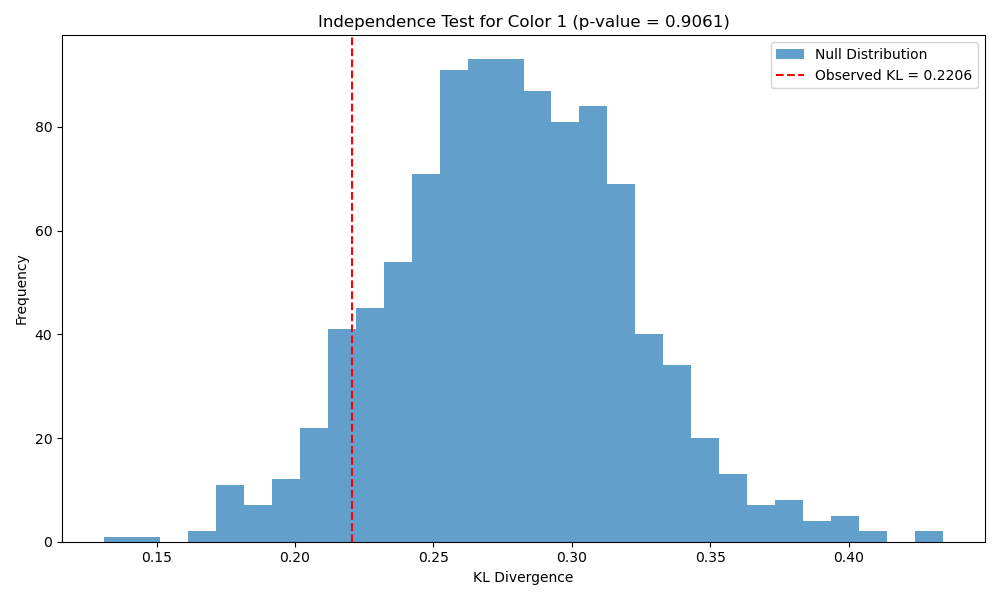 Independence Test for Color 1 (p-value = 0.9061)
Null Distribution
Observed KL = 0.2206
Frequency
80
60
40
20
0
0.15 0.20 0.25 0.30 0.35 0.40
KL Divergence